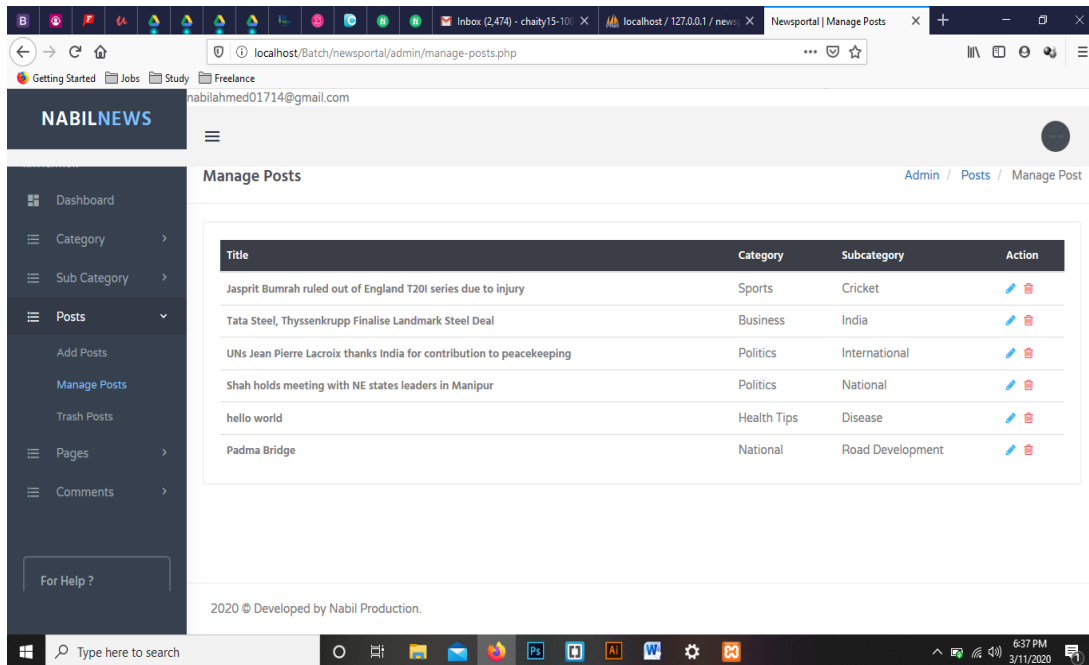 Inbox (2,474) - chaity15-100
localhost / 127.0.0.1 / news
Newsportal | Manage Posts
localhost/Batch/newsportal/admin/manage-posts.php
Getting Started Jobs Study Freelance
nabilahmed01714@gmail.com
NABILNEWS
Manage Posts
Admin / Posts / Manage Post
Dashboard
Category
Sub Category
Posts
Add Posts
Manage Posts
Trash Posts
Pages
Comments
For Help ?
Title Category Subcategory Action
Jasprit Bumrah ruled out of England T20I series due to injury Sports Cricket
Tata Steel, Thyssenkrupp Finalise Landmark Steel Deal Business India
UNs Jean Pierre Lacroix thanks India for contribution to peacekeeping Politics International
Shah holds meeting with NE states leaders in Manipur Politics National
hello world Health Tips Disease
Padma Bridge National Road Development
2020 © Developed by Nabil Production.
Type here to search
6:37 PM
3/11/2020